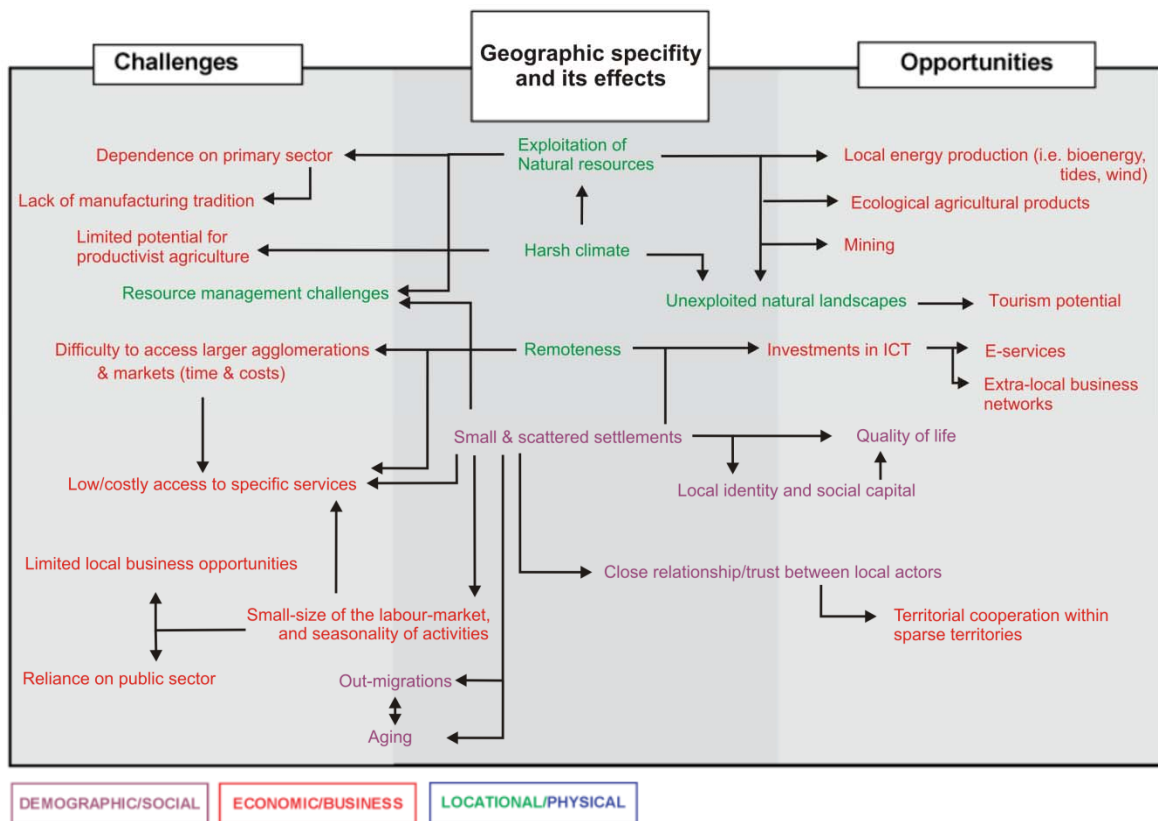 Challenges
Geographic specifity
and its effects
Opportunities
Dependence on primary sector
Exploitation of
Natural resources
Local energy production (i.e. bioenergy,
tides, wind)
Lack of manufacturing tradition
Ecological agricultural products
Limited potential for
productivist agriculture
Harsh climate
Mining
Resource management challenges
Unexploited natural landscapes
Tourism potential
Difficulty to access larger agglomerations
& markets (time & costs)
Remoteness
Investments in ICT
E-services
Extra-local business
networks
Small & scattered settlements
Quality of life
Low/costly access to specific services
Local identity and social capital
Limited local business opportunities
Close relationship/trust between local actors
Small-size of the labour-market,
and seasonality of activities
Territorial cooperation within
sparse territories
Reliance on public sector
Out-migrations
Aging
DEMOGRAPHIC/SOCIAL
ECONOMIC/BUSINESS
LOCATIONAL/PHYSICAL